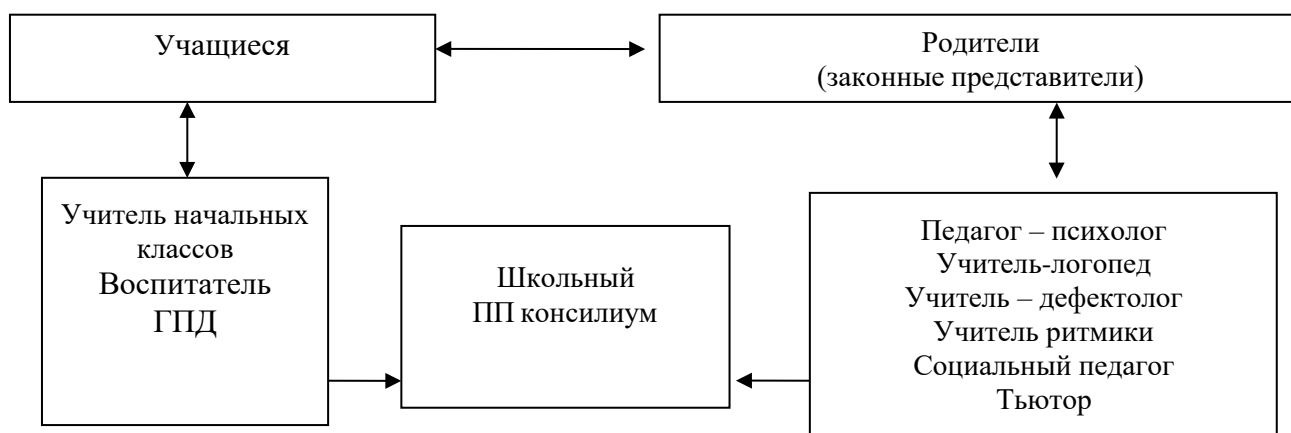 Учащиеся
Родители
(законные представители)
Учитель начальных
классов
Воспитатель
ГПД
Школьный
ПП консилиум
Педагог – психолог
Учитель-логопед
Учитель – дефектолог
Учитель ритмики
Социальный педагог
Тьютор